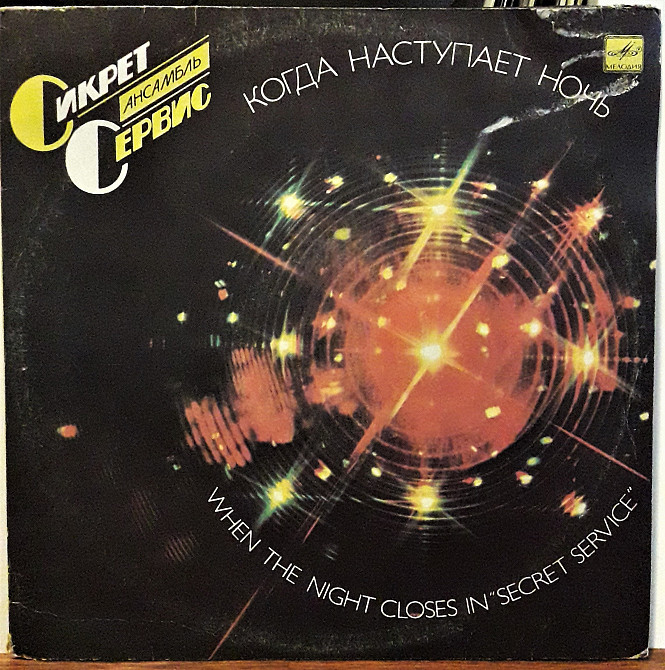 СИКРЕТ
АНСАМБЛЬ
СЕРВИС
КОГДА НАСТУПАЕТ НОЧЬ
МЕЛОДИЯ
WHEN THE NIGHT CLOSES IN "SECRET SERVICE"